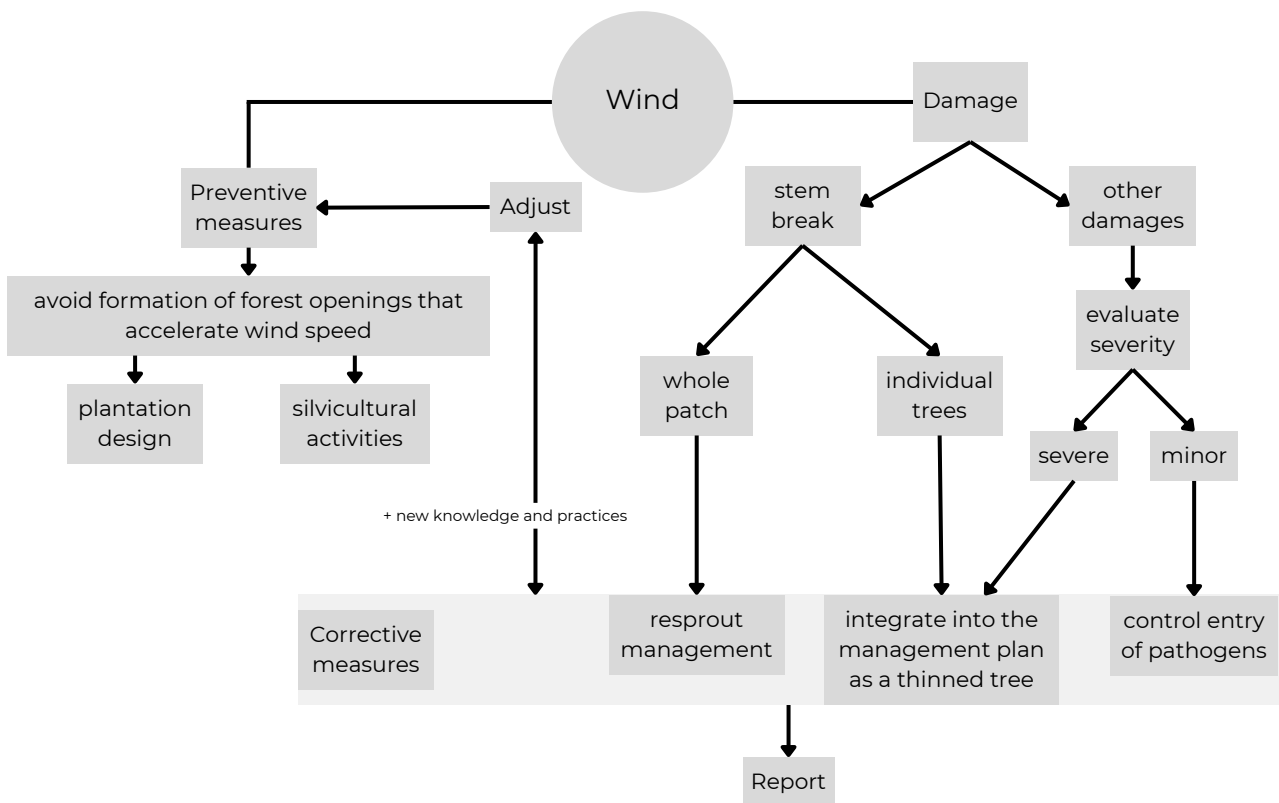 Wind
Damage
Preventive
measures
Adjust
stem
break
other
damages
avoid formation of forest openings that
accelerate wind speed
evaluate
severity
plantation
design
silvicultural
activities
whole
patch
individual
trees
severe
minor
+ new knowledge and practices
Corrective
measures
resprout
management
integrate into the
management plan
as a thinned tree
control entry
of pathogens
Report